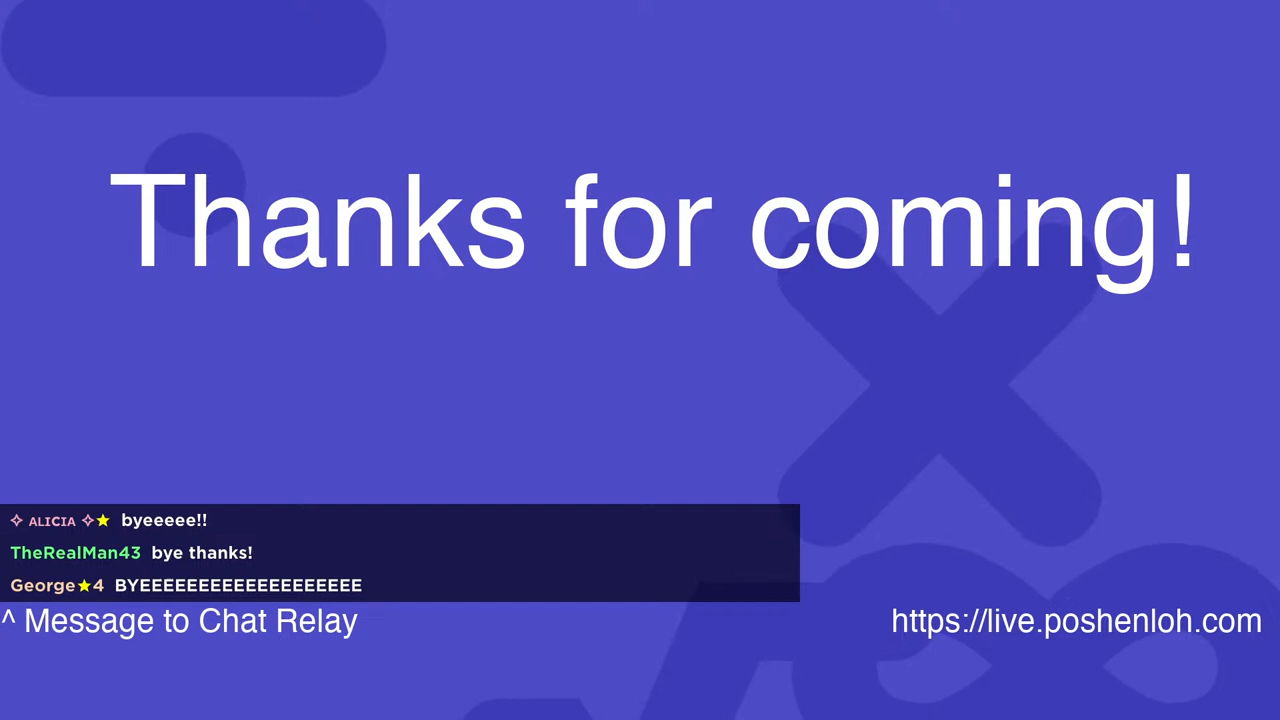 Thanks for coming!
✧ ALICIA ✧★ byeeeee!!
TheRealMan43 bye thanks!
George★4 BYEEEEEEEEEEEEEEEEEEE
^ Message to Chat Relay
https://live.poshenloh.com